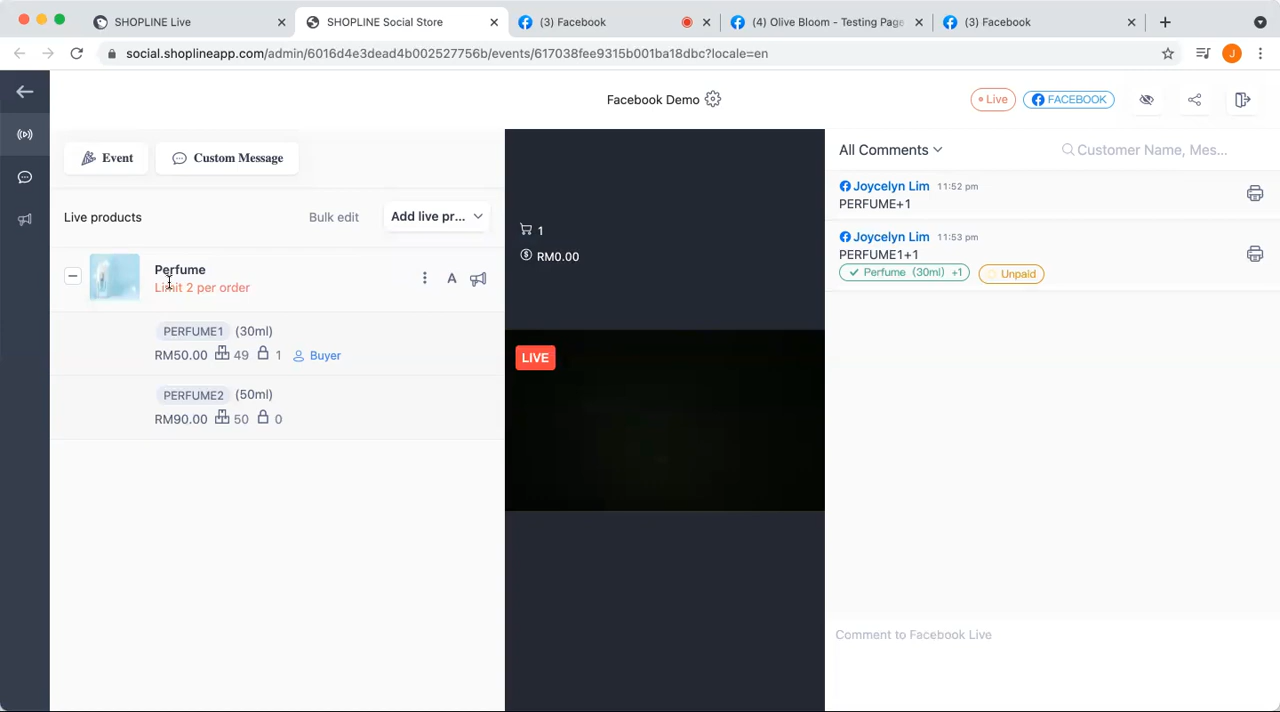 SHOPLINE Live
SHOPLINE Social Store
(3) Facebook
(4) Olive Bloom - Testing Page
(3) Facebook
social.shoplineapp.com/admin/6016d4e3dead4b002527756b/events/617038fee9315b001ba18dbc?locale=en
J
Facebook Demo
Live
FACEBOOK
Event
Custom Message
All Comments
Customer Name, Mes...
Live products
Bulk edit
Add live pr...
Joycelyn Lim 11:52 pm
PERFUME+1
1
RM0.00
Joycelyn Lim 11:53 pm
PERFUME1+1
Perfume (30ml) +1
Unpaid
Perfume
Limit 2 per order
A
PERFUME1 (30ml)
RM50.00 49 1 Buyer
LIVE
PERFUME2 (50ml)
RM90.00 50 0
Comment to Facebook Live